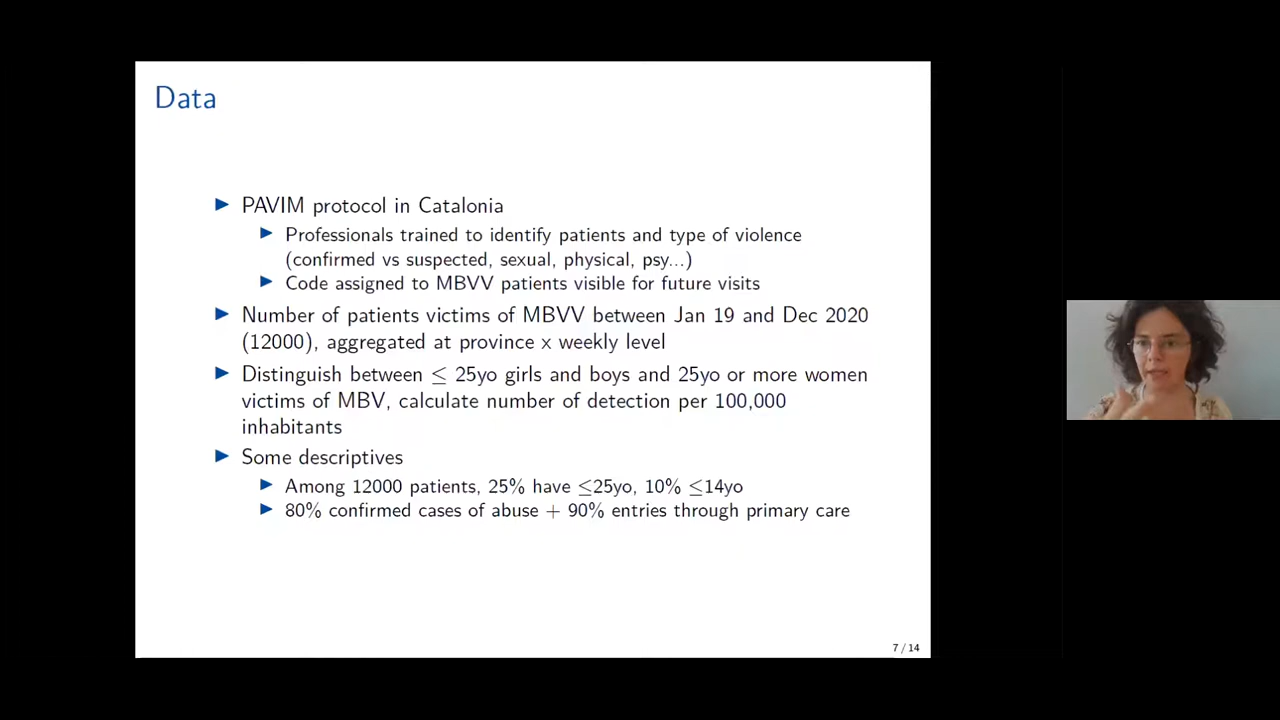 Data
▶ PAVIM protocol in Catalonia
▶ Professionals trained to identify patients and type of violence
(confirmed vs suspected, sexual, physical, psy...)
▶ Code assigned to MBVV patients visible for future visits
▶ Number of patients victims of MBVV between Jan 19 and Dec 2020
(12000), aggregated at province x weekly level
▶ Distinguish between ≤ 25yo girls and boys and 25yo or more women
victims of MBV, calculate number of detection per 100,000
inhabitants
▶ Some descriptives
▶ Among 12000 patients, 25% have ≤25yo, 10% ≤14yo
▶ 80% confirmed cases of abuse + 90% entries through primary care
7 / 14